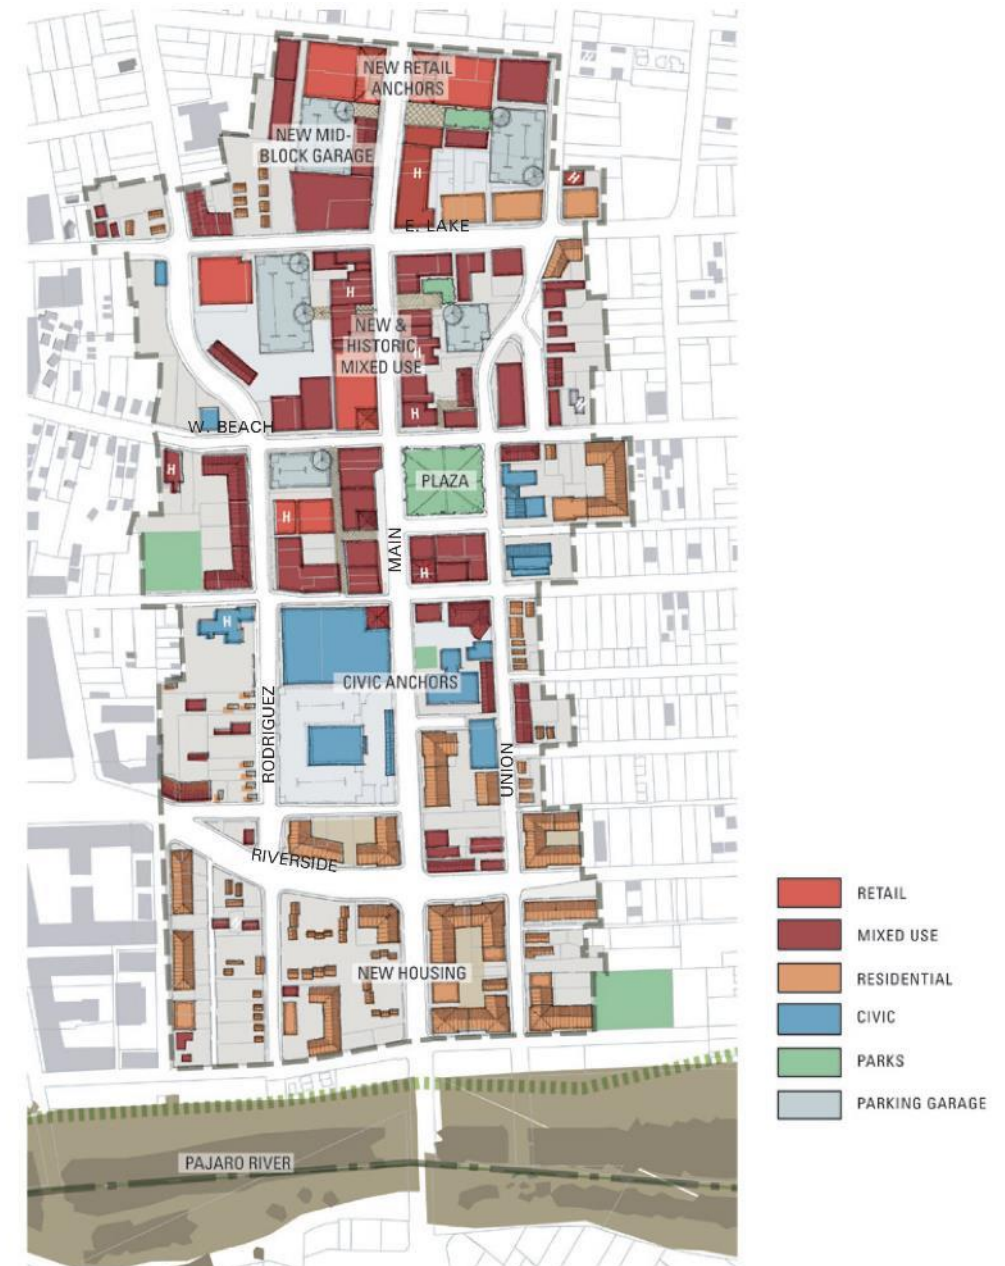 NEW RETAIL
ANCHORS
NEW MID-
BLOCK GARAGE
H
H
E. LAKE
H
NEW &
HISTORIC
MIXED USE
H
W. BEACH
H
PLAZA
H
MAIN
H
H
CIVIC ANCHORS
RODRIGUEZ
UNION
RIVERSIDE
NEW HOUSING
PAJARO RIVER
RETAIL
MIXED USE
RESIDENTIAL
CIVIC
PARKS
PARKING GARAGE